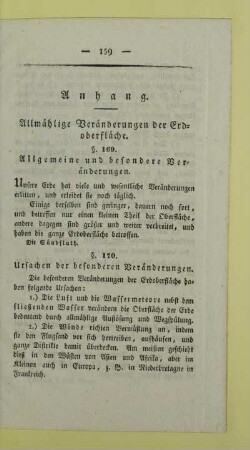 — 159 —
Anhang.
Allmählige Veränderungen der Erd-
oberfläche.
§. 169.
Allgemeine und besondere Ver-
änderungen.
Unsere Erde hat viele und wesentliche Veränderungen
erlitten, und erleidet sie noch täglich.
Einige derselben sind geringer, dauern noch fort,
und betreffen nur einen kleinen Theil der Oberfläche,
andere dagegen sind größer und weiter verbreitet, und
haben die ganze Erdoberfläche betroffen.
Die Sündfluth.
§. 170.
Ursachen der besonderen Veränderungen.
Die besonderen Veränderungen der Erdoberfläche ha-
ben folgende Ursachen:
1.) Die Luft und die Wassermeteore nebst dem
fließenden Wasser verändern die Oberfläche der Erde
bedeutend durch allmählige Auflösung und Wegspülung.
2.) Die Winde richten Verwüstung an, indem
sie den Flugsand vor sich hertreiben, aufhäufen, und
ganze Distrikte damit überdecken. Am meisten geschieht
dieß in den Wüsten von Asien und Afrika, aber im
Kleinen auch in Europa, z. B. in Niederbretagne in
Frankreich.